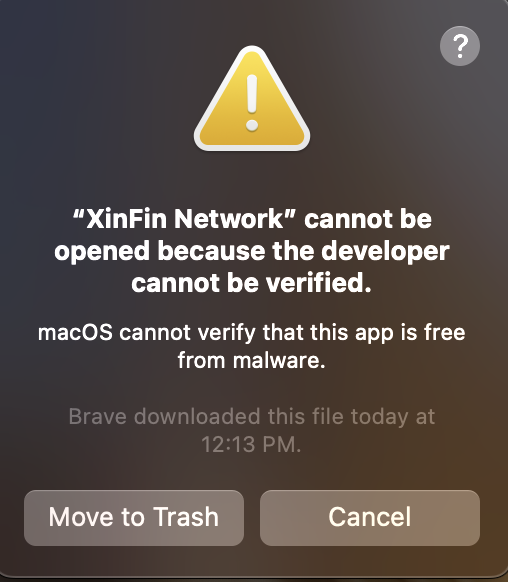 ?
“XinFin Network” cannot be
opened because the developer
cannot be verified.
macOS cannot verify that this app is free
from malware.
Brave downloaded this file today at
12:13 PM.
Move to Trash
Cancel